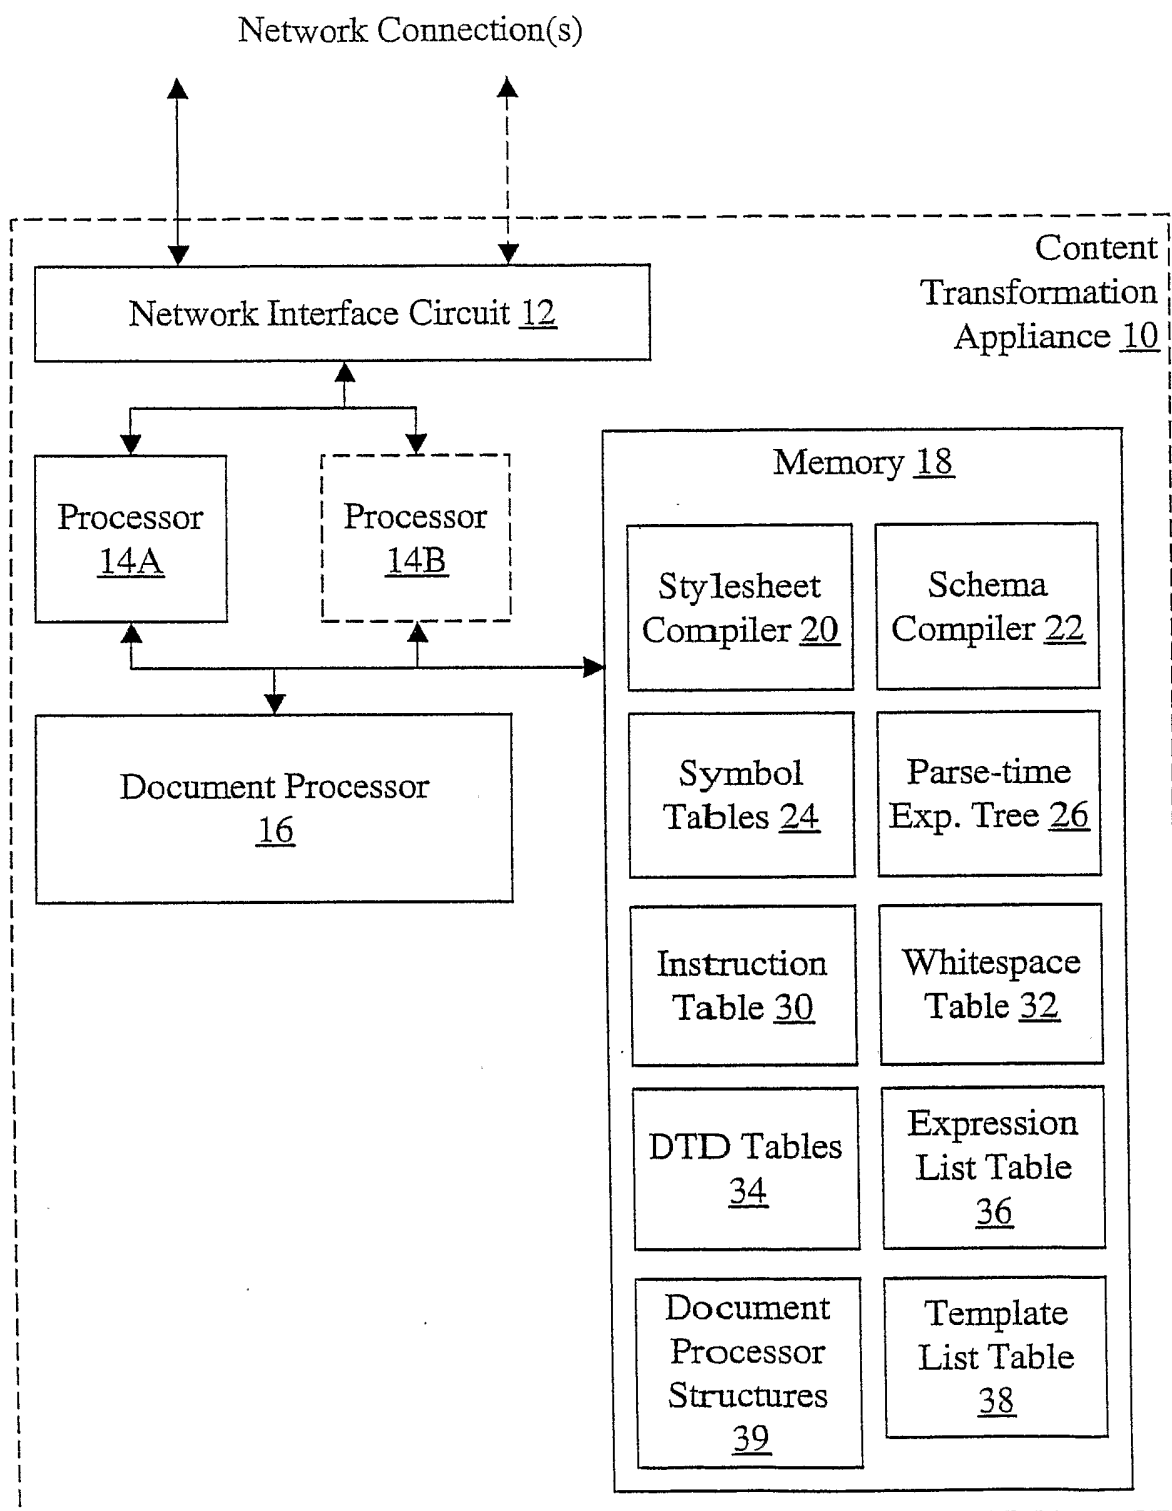 Network Connection(s)
Content
Transformation
Appliance 10
Network Interface Circuit 12
Processor
14A
Processor
14B
Document Processor
16
Memory 18
Stylesheet
Compiler 20
Schema
Compiler 22
Symbol
Tables 24
Parse-time
Exp. Tree 26
Instruction
Table 30
Whitespace
Table 32
DTD Tables
34
Expression
List Table
36
Document
Processor
Structures
39
Template
List Table
38